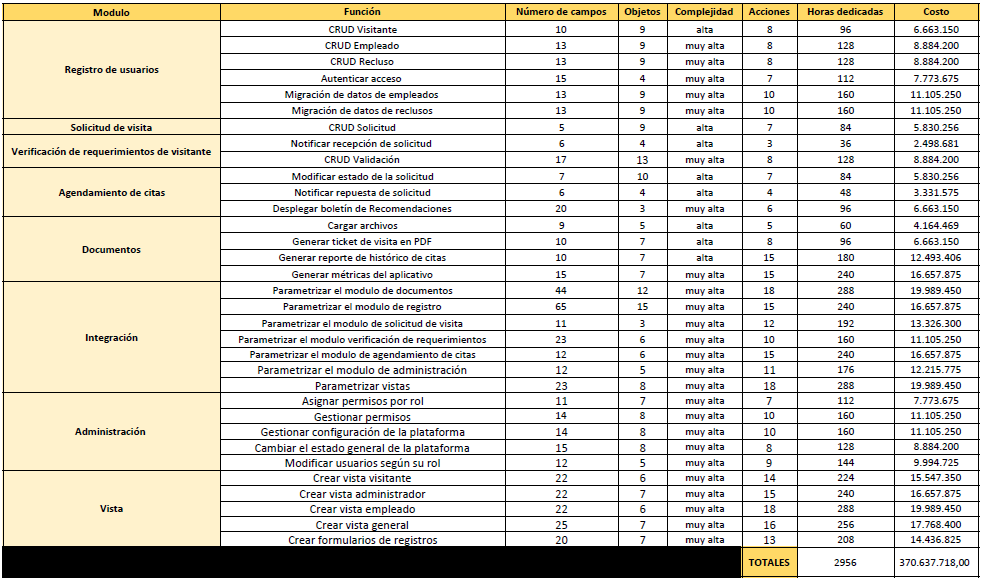 Modulo Función Número de campos Objetos Complejidad Acciones Horas dedicadas Costo
Registro de usuarios
CRUD Visitante 10 9 alta 8 96 6.663.150
CRUD Empleado 13 9 muy alta 8 128 8.884.200
CRUD Recluso 13 9 muy alta 8 128 8.884.200
Autenticar acceso 15 4 muy alta 7 112 7.773.675
Migración de datos de empleados 13 9 muy alta 10 160 11.105.250
Migración de datos de reclusos 13 9 muy alta 10 160 11.105.250
Solicitud de visita CRUD Solicitud 5 9 alta 7 84 5.830.256
Verificación de requerimientos de visitante
Notificar recepción de solicitud 6 4 alta 3 36 2.498.681
CRUD Validación 17 13 muy alta 8 128 8.884.200
Agendamiento de citas
Modificar estado de la solicitud 7 10 alta 7 84 5.830.256
Notificar repuesta de solicitud 6 4 alta 4 48 3.331.575
Desplegar boletín de Recomendaciones 20 3 muy alta 6 96 6.663.150
Documentos
Cargar archivos 9 5 alta 5 60 4.164.469
Generar ticket de visita en PDF 10 7 alta 8 96 6.663.150
Generar reporte de histórico de citas 10 7 alta 15 180 12.493.406
Generar métricas del aplicativo 15 7 muy alta 15 240 16.657.875
Integración
Parametrizar el modulo de documentos 44 12 muy alta 18 288 19.989.450
Parametrizar el modulo de registro 65 15 muy alta 15 240 16.657.875
Parametrizar el modulo de solicitud de visita 11 3 muy alta 12 192 13.326.300
Parametrizar el modulo verificación de requerimientos 23 6 muy alta 10 160 11.105.250
Parametrizar el modulo de agendamiento de citas 12 6 muy alta 15 240 16.657.875
Parametrizar el modulo de administración 12 5 muy alta 11 176 12.215.775
Parametrizar vistas 23 8 muy alta 18 288 19.989.450
Administración
Asignar permisos por rol 11 7 muy alta 7 112 7.773.675
Gestionar permisos 14 8 muy alta 10 160 11.105.250
Gestionar configuración de la plataforma 14 8 muy alta 10 160 11.105.250
Cambiar el estado general de la plataforma 15 8 muy alta 8 128 8.884.200
Modificar usuarios según su rol 12 5 muy alta 9 144 9.994.725
Vista
Crear vista visitante 22 6 muy alta 14 224 15.547.350
Crear vista administrador 22 7 muy alta 15 240 16.657.875
Crear vista empleado 22 6 muy alta 18 288 19.989.450
Crear vista general 25 7 muy alta 16 256 17.768.400
Crear formularios de registros 20 7 muy alta 13 208 14.436.825
TOTALES 2956 370.637.718,00